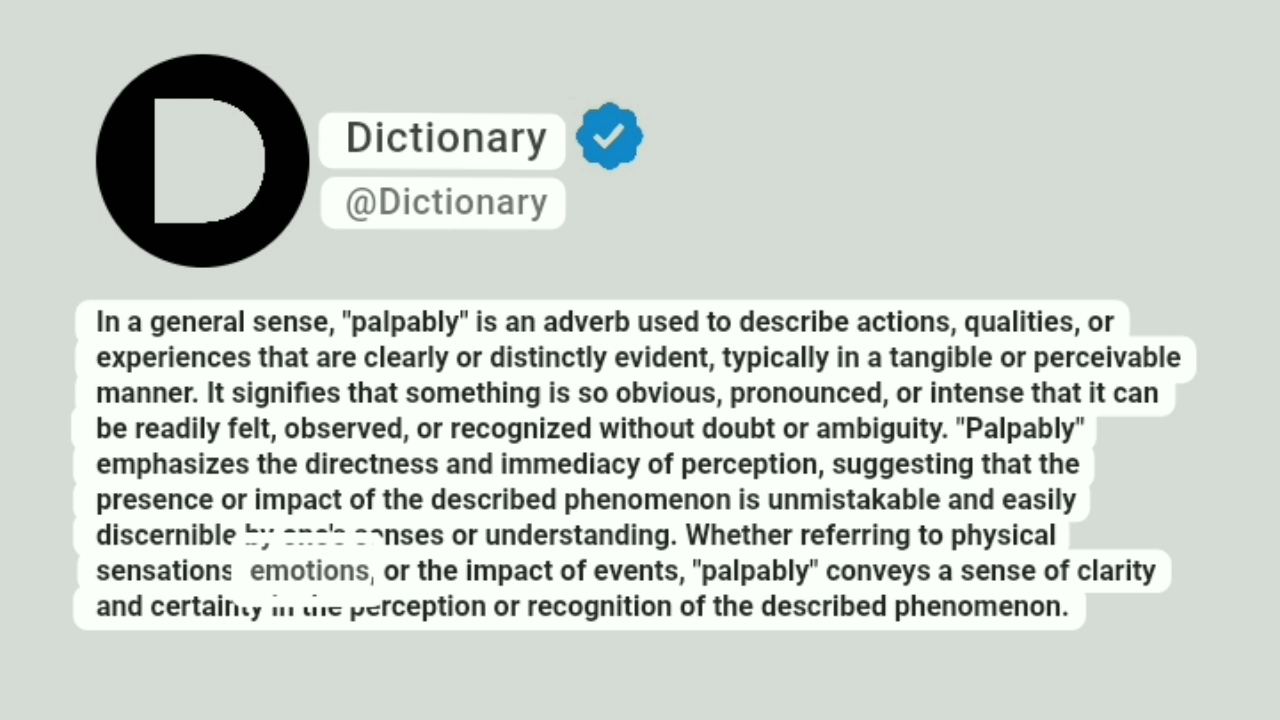 D
Dictionary
@Dictionary
In a general sense, "palpably" is an adverb used to describe actions, qualities, or
experiences that are clearly or distinctly evident, typically in a tangible or perceivable
manner. It signifies that something is so obvious, pronounced, or intense that it can
be readily felt, observed, or recognized without doubt or ambiguity. "Palpably"
emphasizes the directness and immediacy of perception, suggesting that the
presence or impact of the described phenomenon is unmistakable and easily
discernible by one's senses or understanding. Whether referring to physical
sensations emotions, or the impact of events, "palpably" conveys a sense of clarity
and certainty in the perception or recognition of the described phenomenon.